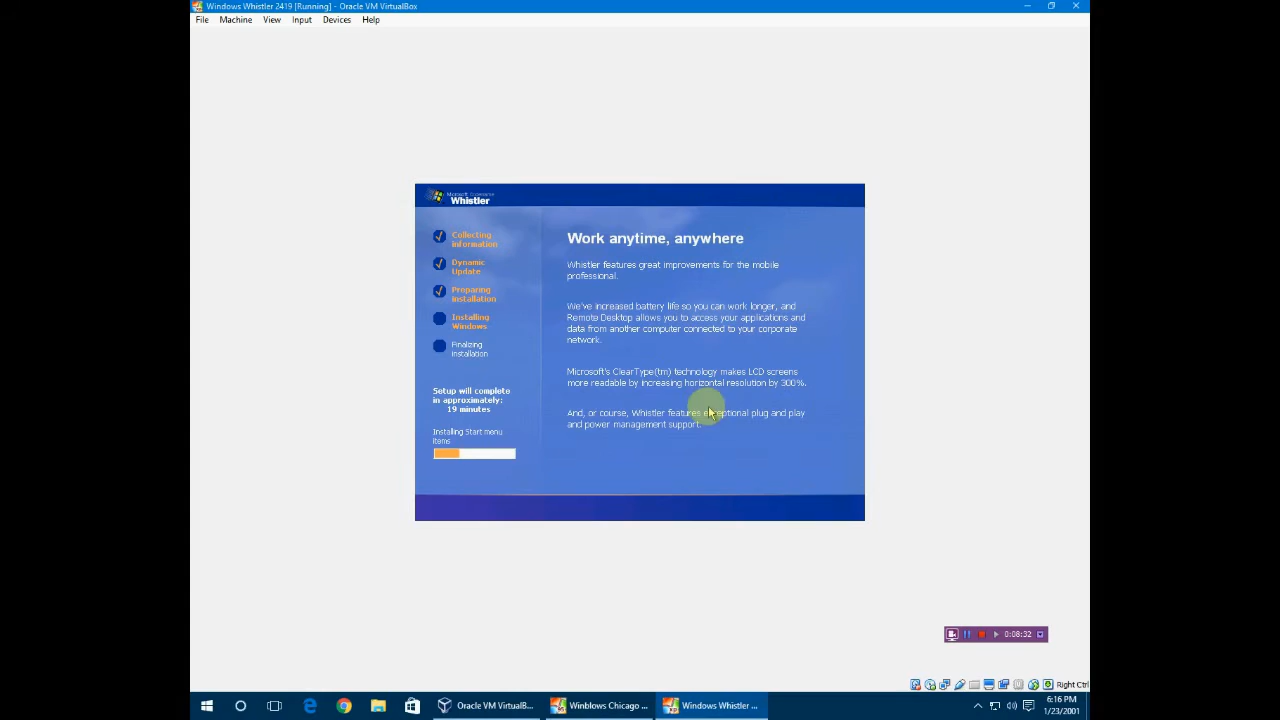 Windows Whistler 2419 [Running] - Oracle VM VirtualBox
File Machine View Input Devices Help
Microsoft Codename
Whistler
Collecting
information
Dynamic
Update
Preparing
installation
Installing
Windows
Finalizing
installation
Setup will complete
in approximately:
19 minutes
Installing Start menu
items
Work anytime, anywhere
Whistler features great improvements for the mobile
professional.
We've increased battery life so you can work longer, and
Remote Desktop allows you to access your applications and
data from another computer connected to your corporate
network.
Microsoft's ClearType(tm) technology makes LCD screens
more readable by increasing horizontal resolution by 300%.
And, or course, Whistler features exceptional plug and play
and power management support.
0:08:32
Right Ctrl
Oracle VM VirtualB...
Winblows Chicago ...
Windows Whistler ...
6:16 PM
1/23/2001